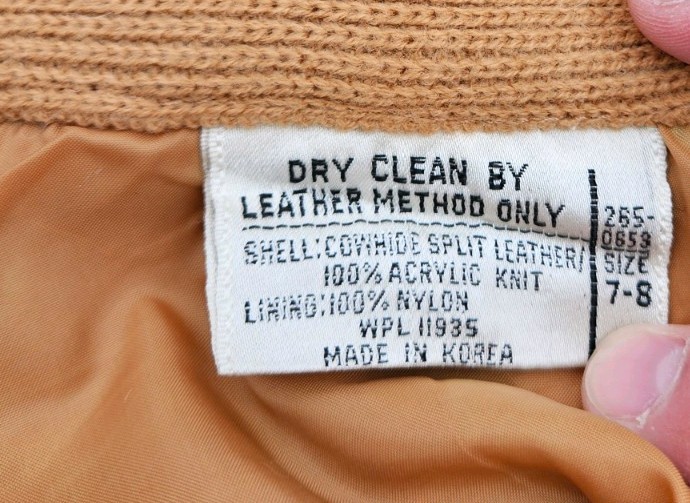 DRY CLEAN BY
LEATHER METHOD ONLY
SHELL:COWHIDE SPLIT LEATHER/
100% ACRYLIC KNIT
LINING:100% NYLON
WPL 11935
MADE IN KOREA
265-
0653
SIZE
7-8